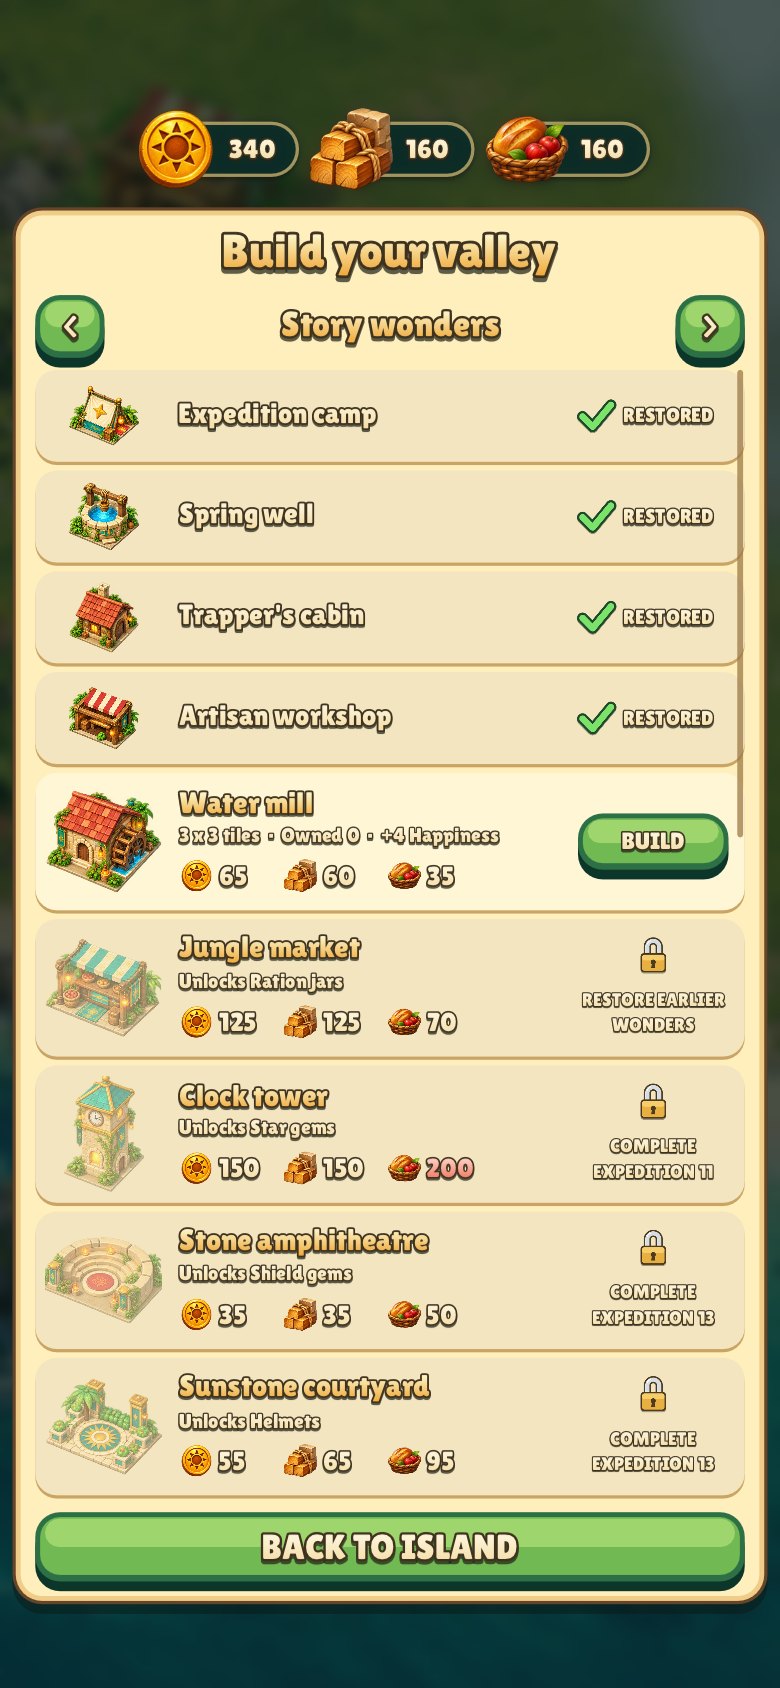 340
160
160
Build your valley
Story wonders
Expedition camp
RESTORED
Spring well
RESTORED
Trapper's cabin
RESTORED
Artisan workshop
RESTORED
Water mill
3 x 3 tiles · Owned 0 · +4 Happiness
65
60
35
BUILD
Jungle market
Unlocks Ration jars
125
125
70
RESTORE EARLIER
WONDERS
Clock tower
Unlocks Star gems
150
150
200
COMPLETE
EXPEDITION 11
Stone amphitheatre
Unlocks Shield gems
35
35
50
COMPLETE
EXPEDITION 13
Sunstone courtyard
Unlocks Helmets
55
65
95
COMPLETE
EXPEDITION 13
BACK TO ISLAND